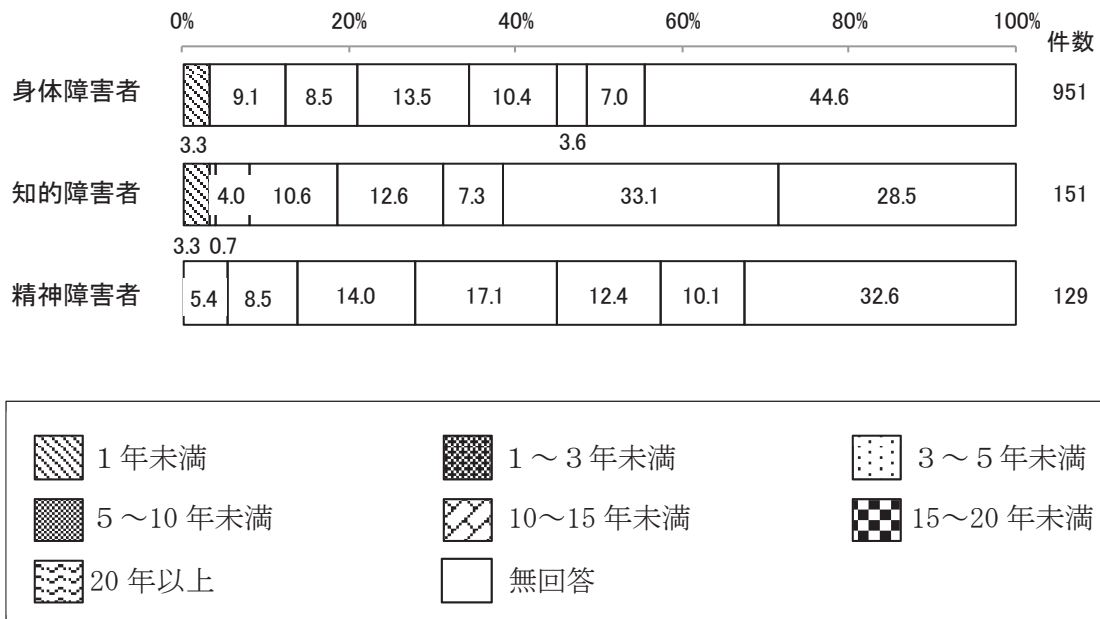 0% 20% 40% 60% 80% 100%
件数
身体障害者 9.1 8.5 13.5 10.4 7.0 44.6 951
3.3 3.6
知的障害者 4.0 10.6 12.6 7.3 33.1 28.5 151
3.3 0.7
精神障害者 5.4 8.5 14.0 17.1 12.4 10.1 32.6 129
1年未満 1～3年未満 3～5年未満
5～10年未満 10～15年未満 15～20年未満
20年以上 無回答